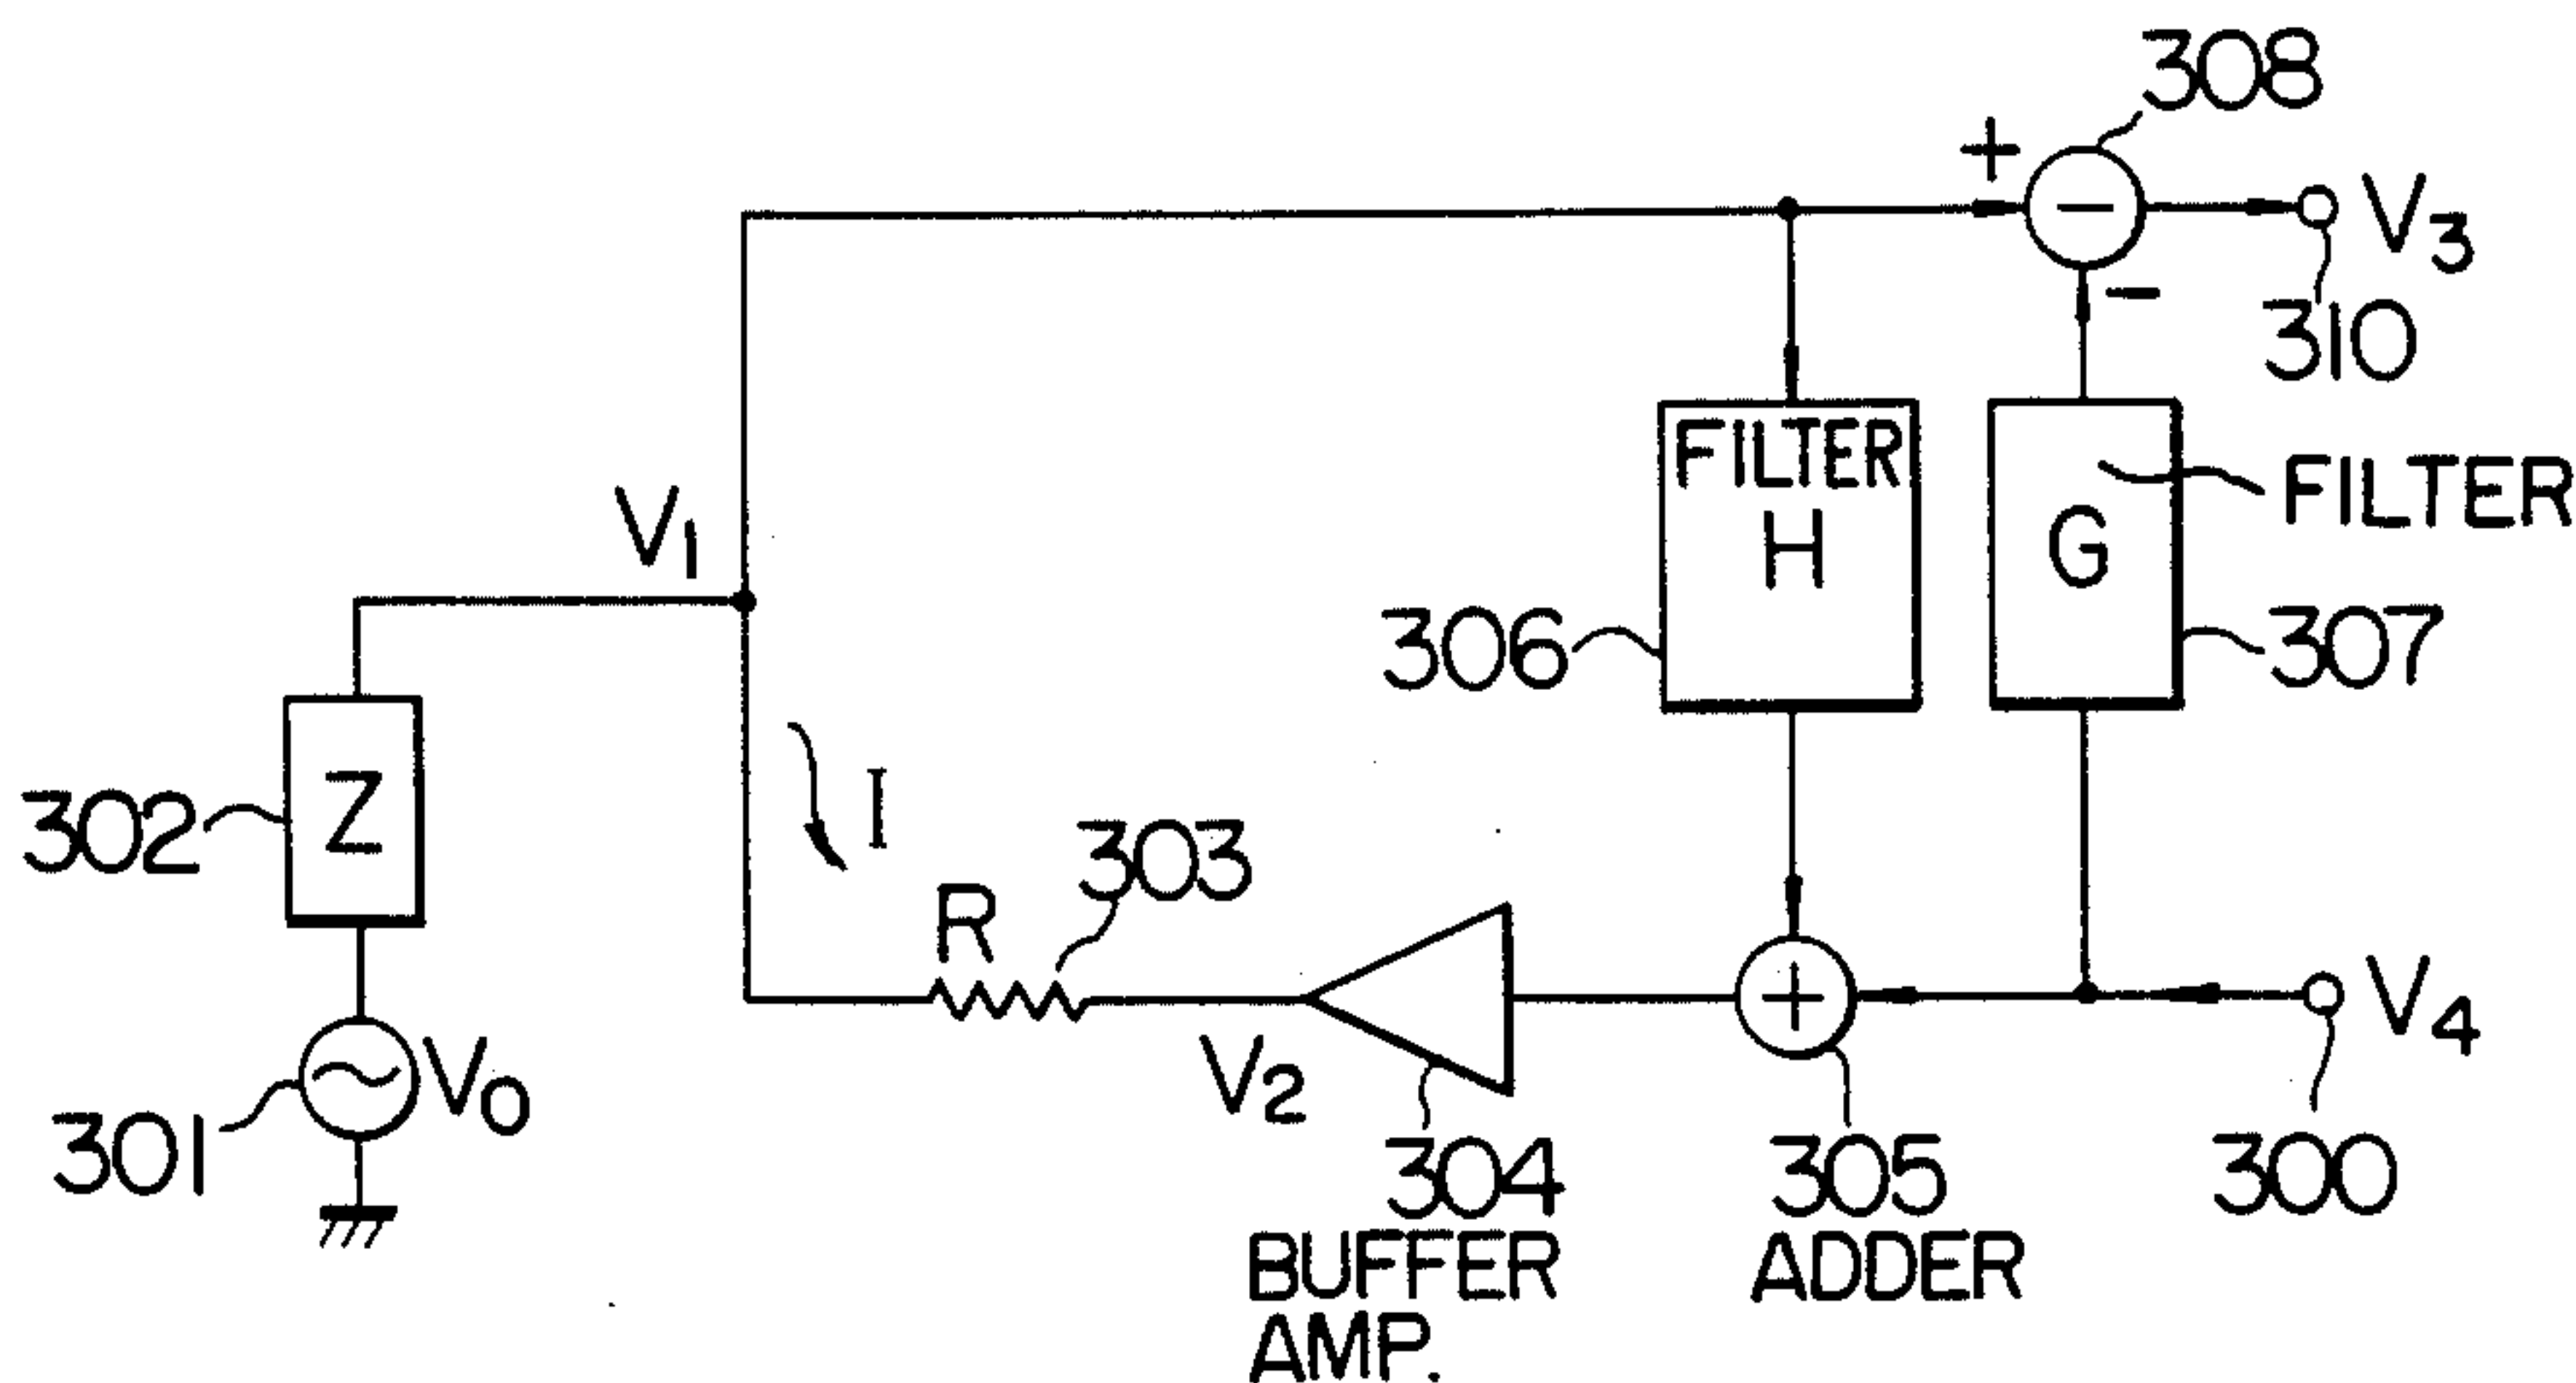 308
+
−
V3
−
310
FILTER
H
G
FILTER
V1
306
307
302
Z
I
303
R
V4
V0
V2
+
301
304
305
300
BUFFER
AMP.
ADDER